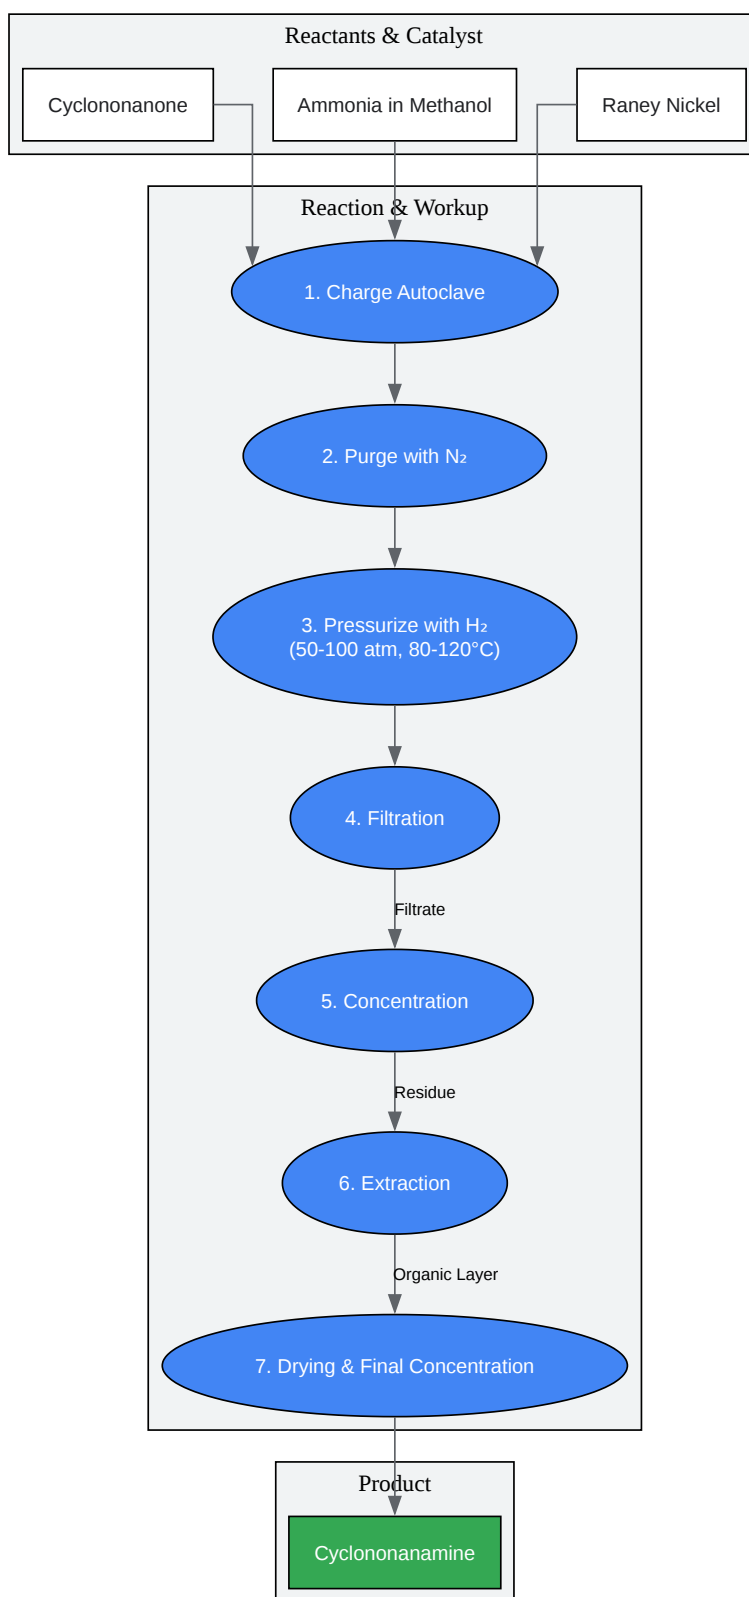 Reactants & Catalyst
Cyclononanone
Ammonia in Methanol
Raney Nickel
Reaction & Workup
1. Charge Autoclave
2. Purge with N₂
3. Pressurize with H₂
(50-100 atm, 80-120°C)
4. Filtration
Filtrate
5. Concentration
Residue
6. Extraction
Organic Layer
7. Drying & Final Concentration
Product
Cyclononanamine